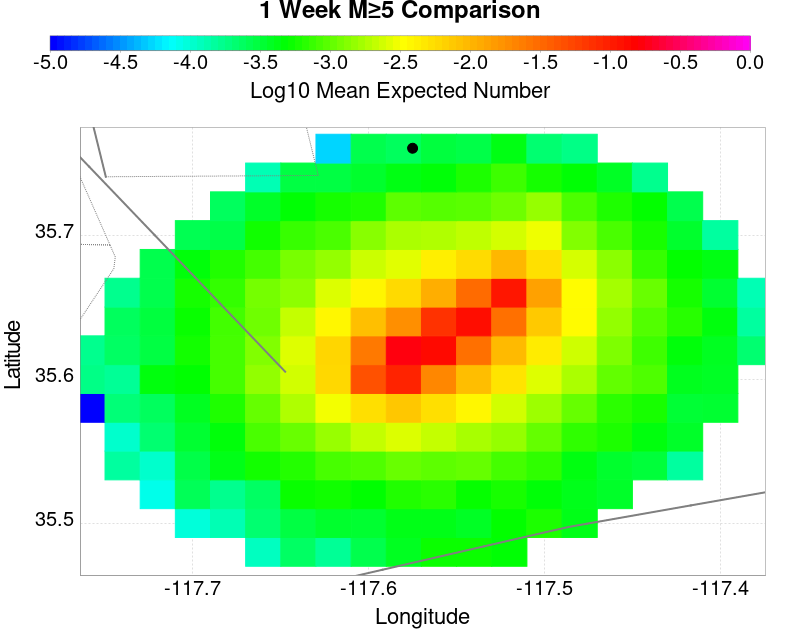 1 Week M≥5 Comparison
-5.0 -4.5 -4.0 -3.5 -3.0 -2.5 -2.0 -1.5 -1.0 -0.5 0.0
Log10 Mean Expected Number
35.7
35.6
35.5
Latitude
-117.7 -117.6 -117.5 -117.4
Longitude